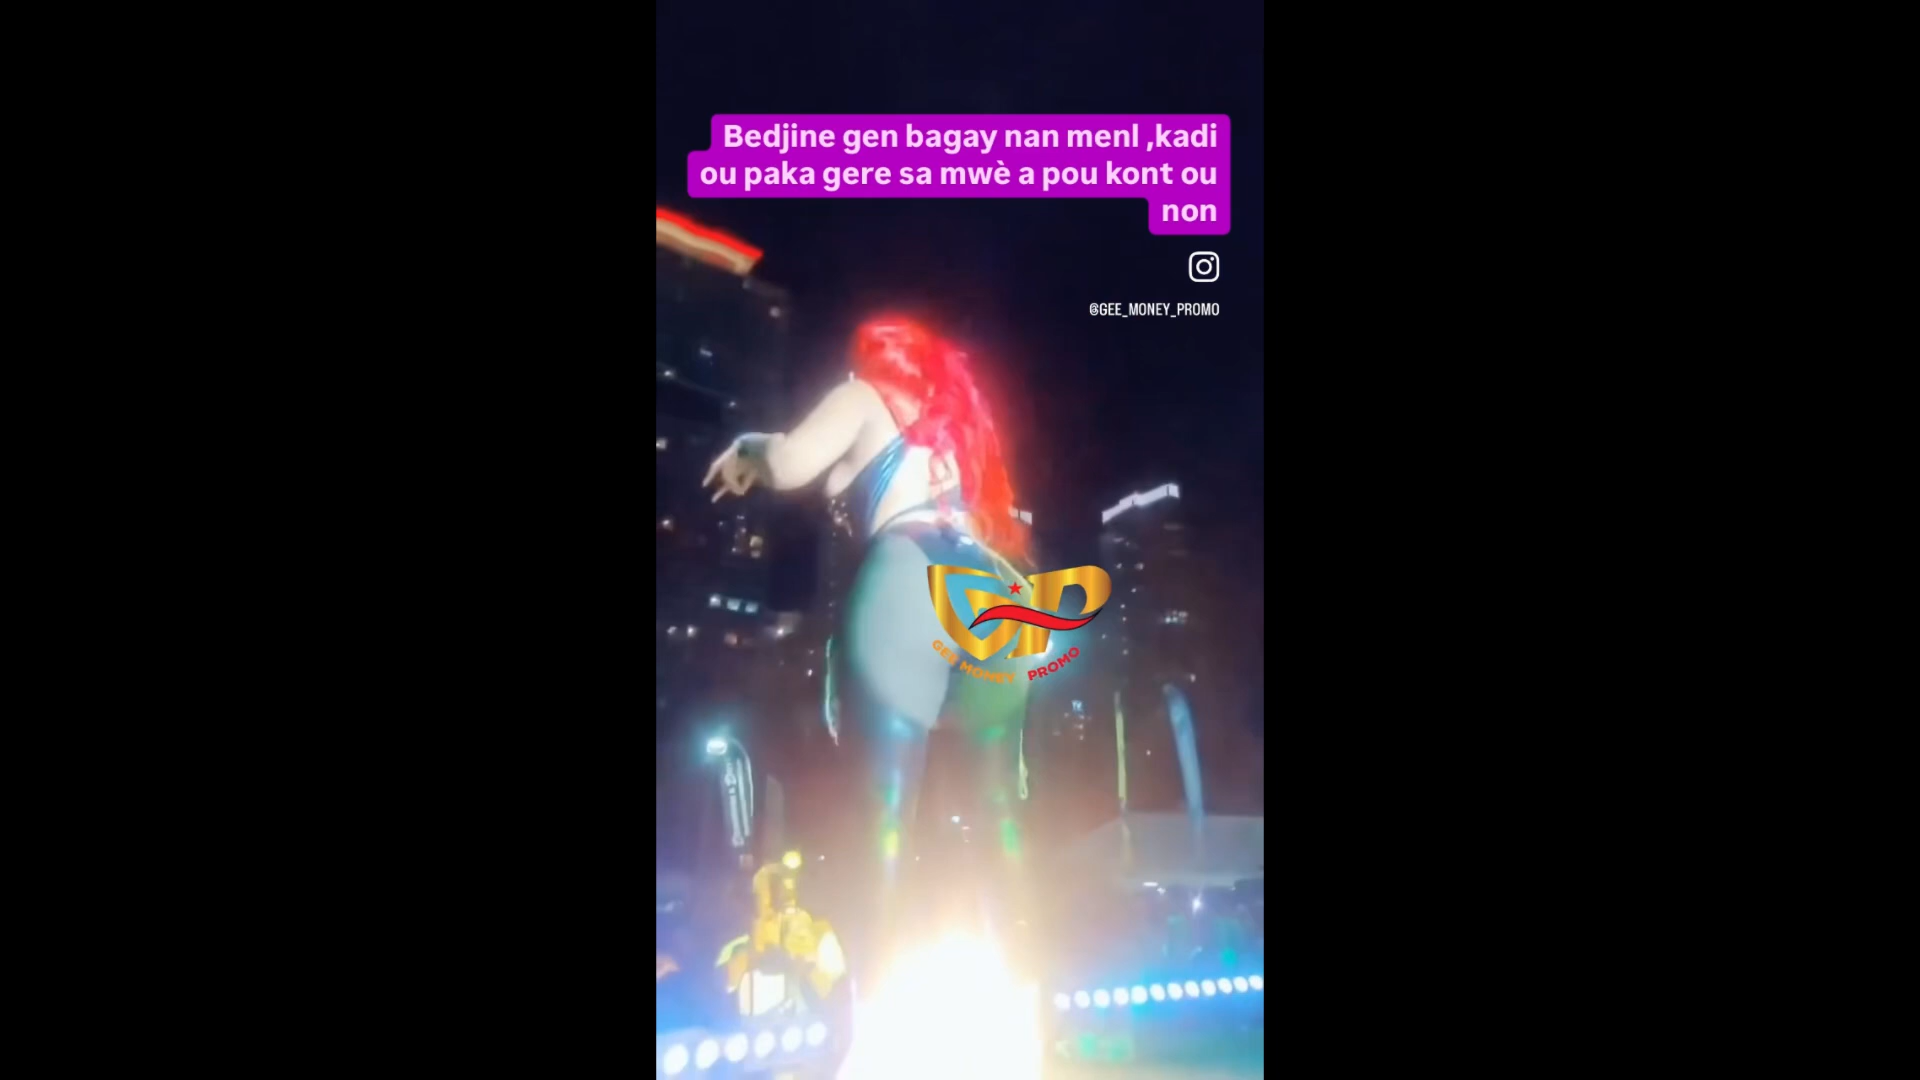 Bedjine gen bagay nan menl ,kadi
ou paka gere sa mwè a pou kont ou
non
@GEE_MONEY_PROMO
GP
GEE MONEY PROMO